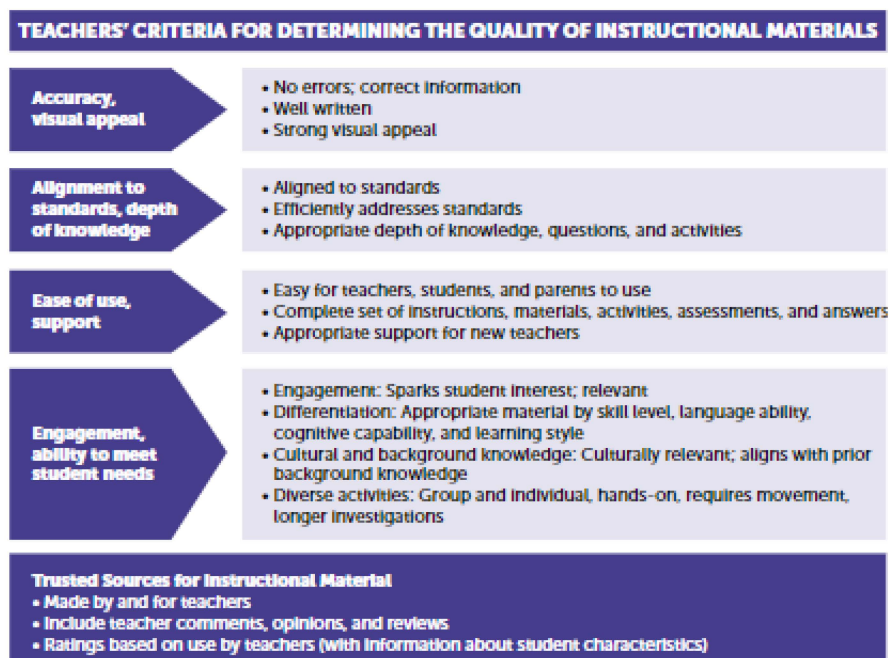 TEACHERS' CRITERIA FOR DETERMINING THE QUALITY OF INSTRUCTIONAL MATERIALS
Accuracy,
visual appeal
• No errors; correct information
• Well written
• Strong visual appeal
Alignment to
standards, depth
of knowledge
• Aligned to standards
• Efficiently addresses standards
• Appropriate depth of knowledge, questions, and activities
Ease of use,
support
• Easy for teachers, students, and parents to use
• Complete set of instructions, materials, activities, assessments, and answers
• Appropriate support for new teachers
Engagement,
ability to meet
student needs
• Engagement: Sparks student interest; relevant
• Differentiation: Appropriate material by skill level, language ability,
cognitive capability, and learning style
• Cultural and background knowledge: Culturally relevant; aligns with prior
background knowledge
• Diverse activities: Group and individual, hands-on, requires movement,
longer investigations
Trusted Sources for Instructional Material
• Made by and for teachers
• Include teacher comments, opinions, and reviews
• Ratings based on use by teachers (with information about student characteristics)